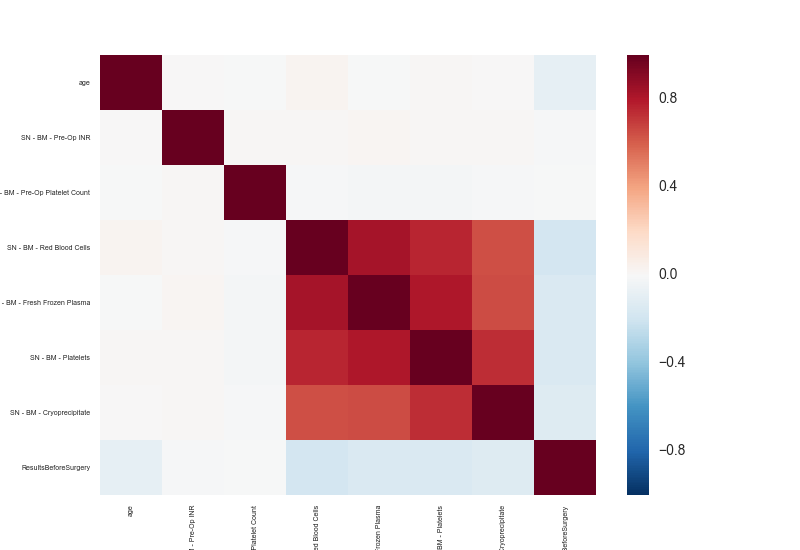 age
SN - BM - Pre-Op INR
- BM - Pre-Op Platelet Count
SN - BM - Red Blood Cells
- BM - Fresh Frozen Plasma
SN - BM - Platelets
SN - BM - Cryoprecipitate
ResultsBeforeSurgery
0.8
0.4
0.0
−0.4
−0.8
age
- Pre-Op INR
Platelet Count
ed Blood Cells
Frozen Plasma
BM - Platelets
Cryoprecipitate
BeforeSurgery